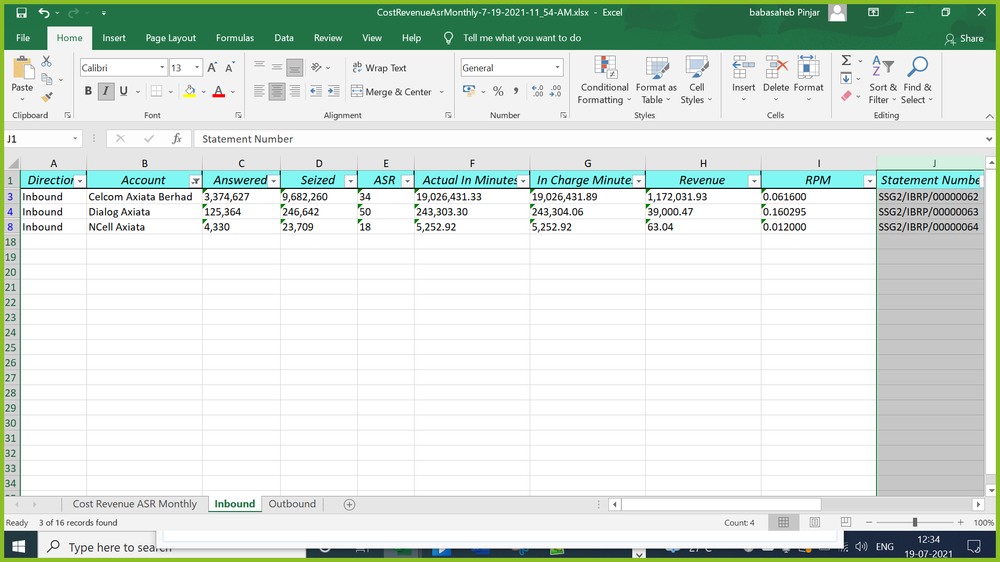 CostRevenueAsrMonthly-7-19-2021-11_54-AM.xlsx - Excel
babasaheb Pinjar
File Home Insert Page Layout Formulas Data Review View Help Tell me what you want to do Share
Calibri 13 ab Wrap Text General
Paste B I U A Merge & Center % Conditional Formatting Format as Table Cell Styles Insert Delete Format Sort & Filter Find & Select
Clipboard Font Alignment Number Styles Cells Editing
J1 fx Statement Number
A B C D E F G H I J
1 Direction Account Answered Seized ASR Actual In Minutes In Charge Minute Revenue RPM Statement Numbe
3 Inbound Celcom Axiata Berhad 3,374,627 9,682,260 34 19,026,431.33 19,026,431.89 1,172,031.93 0.061600 SSG2/IBRP/00000062
4 Inbound Dialog Axiata 125,364 246,642 50 243,303.30 243,304.06 39,000.47 0.160295 SSG2/IBRP/00000063
8 Inbound NCell Axiata 4,330 23,709 18 5,252.92 5,252.92 63.04 0.012000 SSG2/IBRP/00000064
18
19
20
21
22
23
24
25
26
27
28
29
30
31
32
33
34
Cost Revenue ASR Monthly Inbound Outbound
Ready 3 of 16 records found Count: 4 100%
Type here to search ENG 12:34
19-07-2021